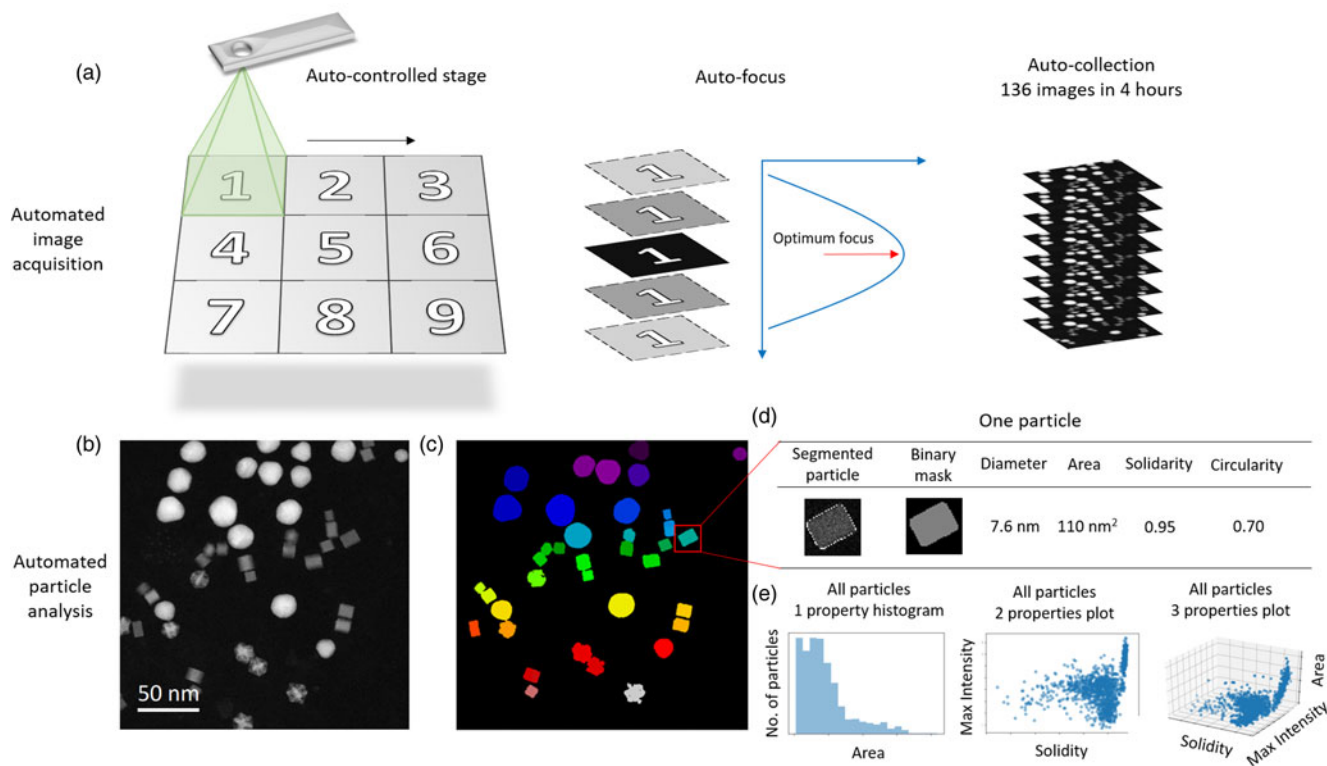 (a)
Auto-controlled stage
Auto-focus
Auto-collection
136 images in 4 hours
Automated
image
acquisition
1 2 3
4 5 6
7 8 9
1
1
1
1
1
Optimum focus
(b)
(c)
(d)
Automated
particle
analysis
50 nm
One particle
Segmented
particle
Binary
mask
Diameter
Area
Solidarity
Circularity
7.6 nm
110 nm²
0.95
0.70
(e)
All particles
1 property histogram
No. of particles
Area
All particles
2 properties plot
Max Intensity
Solidity
All particles
3 properties plot
Area
Max Intensity
Solidity